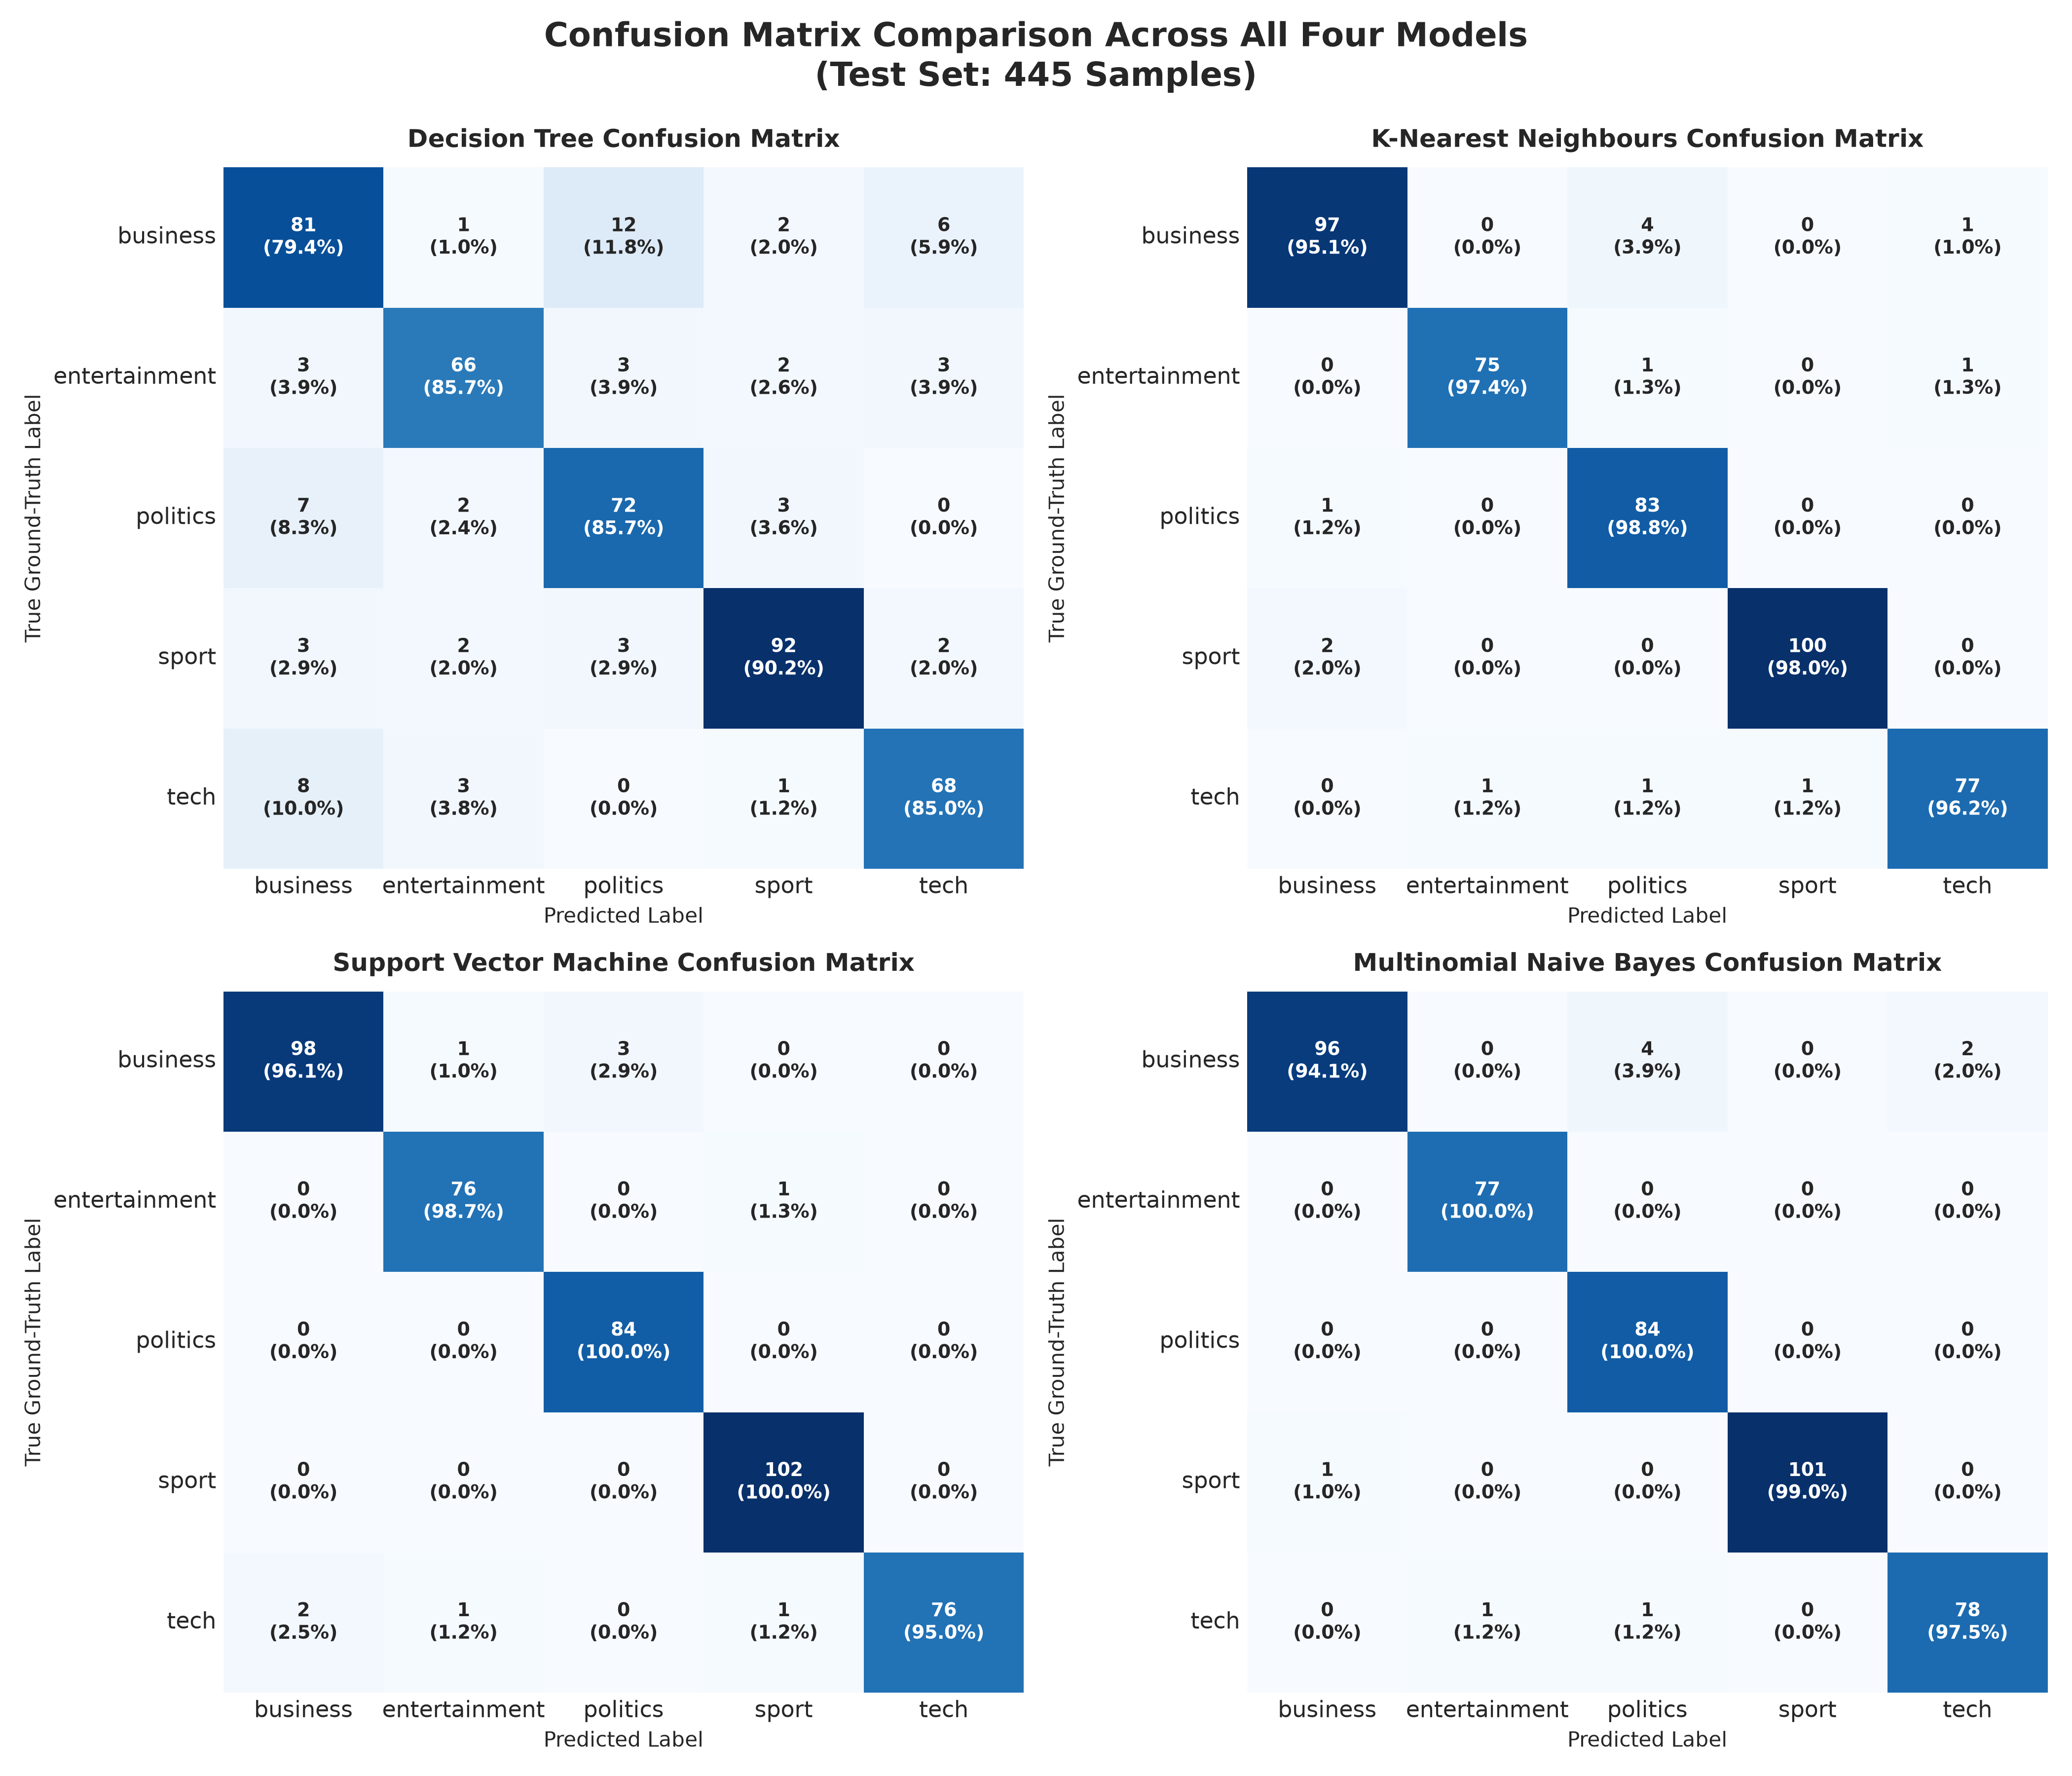 Confusion Matrix Comparison Across All Four Models
(Test Set: 445 Samples)
Decision Tree Confusion Matrix
True Ground-Truth Label
business
81 1 12 2 6
(79.4%) (1.0%) (11.8%) (2.0%) (5.9%)
entertainment
3 66 3 2 3
(3.9%) (85.7%) (3.9%) (2.6%) (3.9%)
politics
7 2 72 3 0
(8.3%) (2.4%) (85.7%) (3.6%) (0.0%)
sport
3 2 3 92 2
(2.9%) (2.0%) (2.9%) (90.2%) (2.0%)
tech
8 3 0 1 68
(10.0%) (3.8%) (0.0%) (1.2%) (85.0%)
business entertainment politics sport tech
Predicted Label
K-Nearest Neighbours Confusion Matrix
True Ground-Truth Label
business
97 0 4 0 1
(95.1%) (0.0%) (3.9%) (0.0%) (1.0%)
entertainment
0 75 1 0 1
(0.0%) (97.4%) (1.3%) (0.0%) (1.3%)
politics
1 0 83 0 0
(1.2%) (0.0%) (98.8%) (0.0%) (0.0%)
sport
2 0 0 100 0
(2.0%) (0.0%) (0.0%) (98.0%) (0.0%)
tech
0 1 1 1 77
(0.0%) (1.2%) (1.2%) (1.2%) (96.2%)
business entertainment politics sport tech
Predicted Label
Support Vector Machine Confusion Matrix
True Ground-Truth Label
business
98 1 3 0 0
(96.1%) (1.0%) (2.9%) (0.0%) (0.0%)
entertainment
0 76 0 1 0
(0.0%) (98.7%) (0.0%) (1.3%) (0.0%)
politics
0 0 84 0 0
(0.0%) (0.0%) (100.0%) (0.0%) (0.0%)
sport
0 0 0 102 0
(0.0%) (0.0%) (0.0%) (100.0%) (0.0%)
tech
2 1 0 1 76
(2.5%) (1.2%) (0.0%) (1.2%) (95.0%)
business entertainment politics sport tech
Predicted Label
Multinomial Naive Bayes Confusion Matrix
True Ground-Truth Label
business
96 0 4 0 2
(94.1%) (0.0%) (3.9%) (0.0%) (2.0%)
entertainment
0 77 0 0 0
(0.0%) (100.0%) (0.0%) (0.0%) (0.0%)
politics
0 0 84 0 0
(0.0%) (0.0%) (100.0%) (0.0%) (0.0%)
sport
1 0 0 101 0
(1.0%) (0.0%) (0.0%) (99.0%) (0.0%)
tech
0 1 1 0 78
(0.0%) (1.2%) (1.2%) (0.0%) (97.5%)
business entertainment politics sport tech
Predicted Label